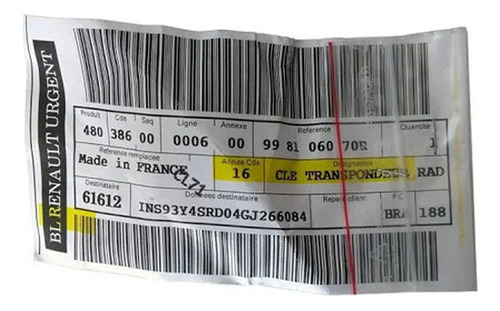 BL RENAULT URGENT
Produit Cds Seq Ligne Annexe Reference Quantite
480 386 00 0006 00 99 81 060 70R 1
Reference remplacee Annee Cde Designation
Made in FRANCE 16 CLE TRANSPONDEUR RAD
Destinataire Donnees destinataire Repere client P.C
61612 INS93Y4SRD04GJ266084 BRA 188